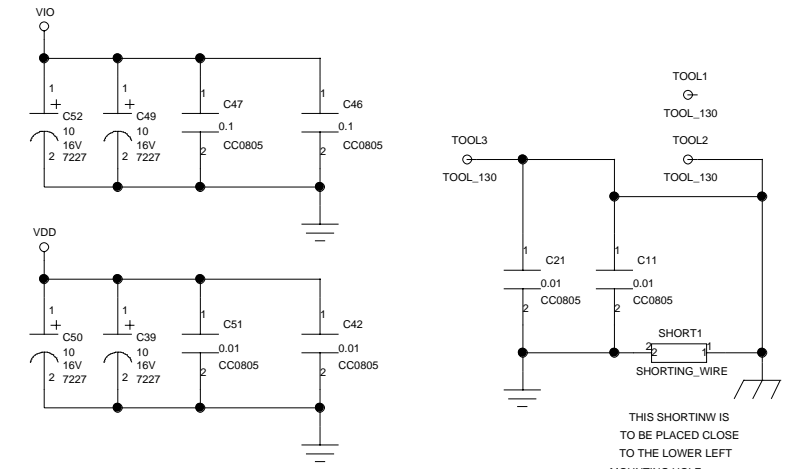 VIO
1 1 1 1
+ + C47 C46
C52 C49
10 10 0.1 0.1
16V 16V CC0805 CC0805
2 7227 2 7227 2 2
VDD
1 1 1 1
+ + C51 C42
C50 C39
10 10 0.01 0.01
16V 16V CC0805 CC0805
2 7227 2 7227 2 2
TOOL1
TOOL_130
TOOL3 TOOL2
TOOL_130 TOOL_130
1 1
C21 C11
0.01 0.01
CC0805 CC0805
2 2
SHORT1
2 2 1 1
SHORTING_WIRE
THIS SHORTINW IS
TO BE PLACED CLOSE
TO THE LOWER LEFT